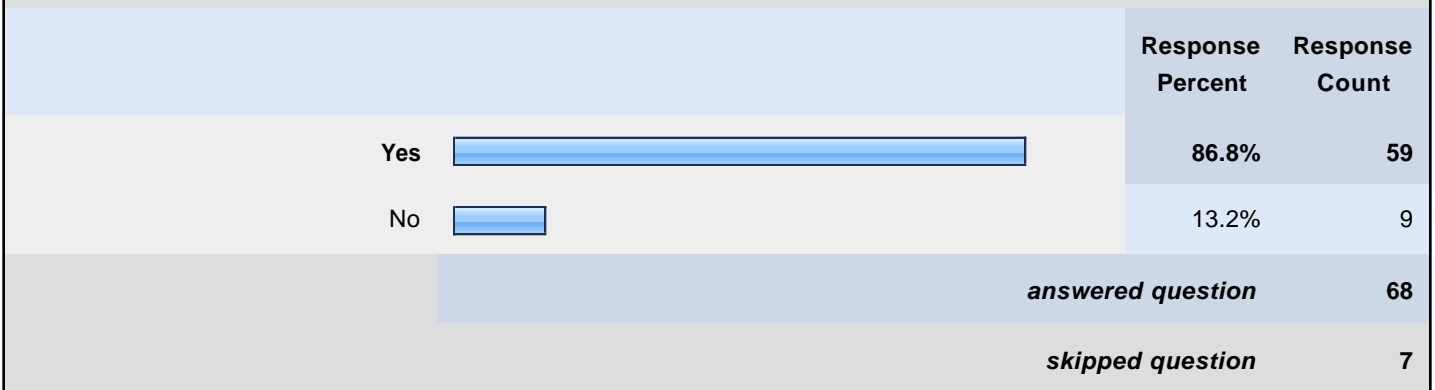 Response Percent Response Count
Yes 86.8% 59
No 13.2% 9
answered question 68
skipped question 7